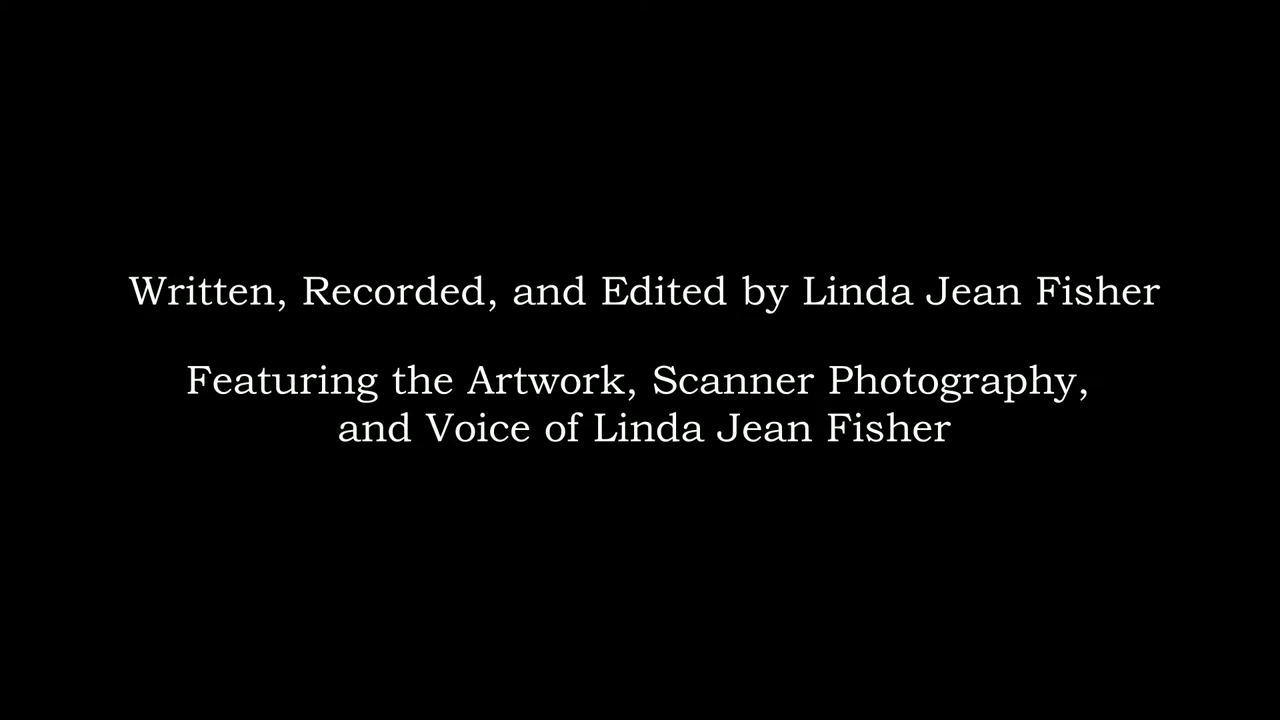 Written, Recorded, and Edited by Linda Jean Fisher
Featuring the Artwork, Scanner Photography,
and Voice of Linda Jean Fisher